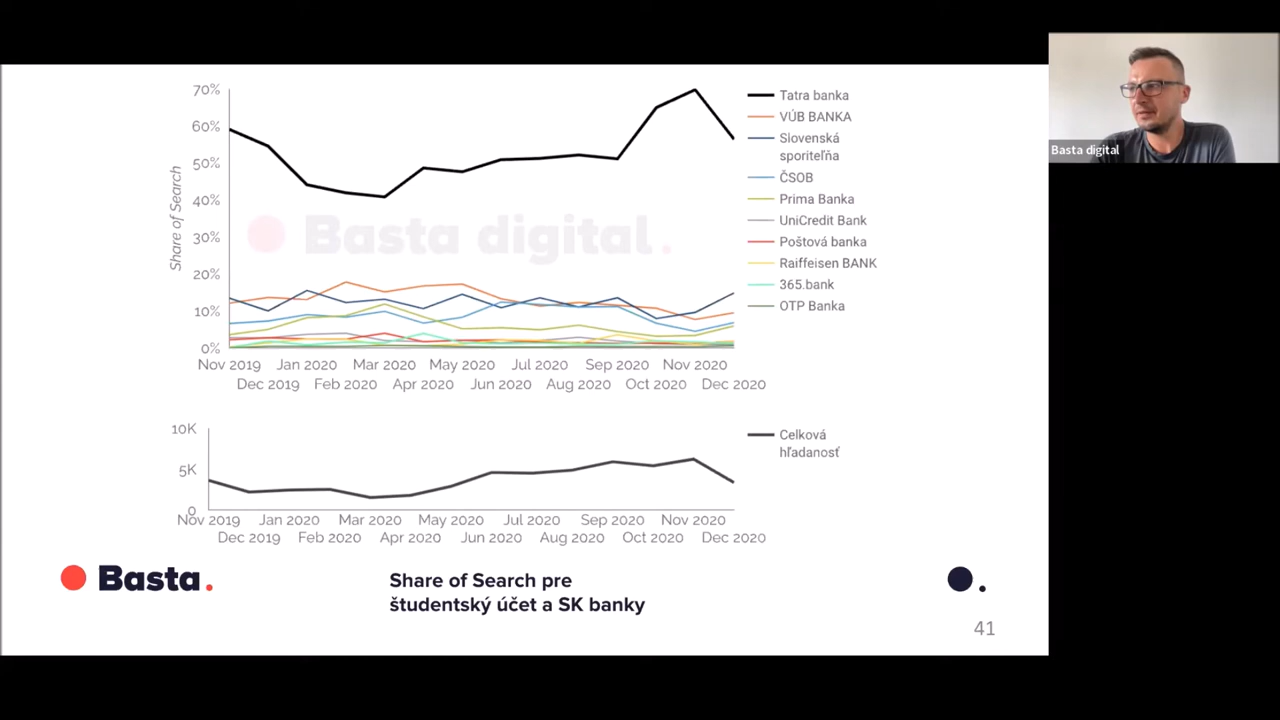 70%
60%
50%
40%
30%
20%
10%
0%
Share of Search
Basta digital.
Nov 2019
Dec 2019
Jan 2020
Feb 2020
Mar 2020
Apr 2020
May 2020
Jun 2020
Jul 2020
Aug 2020
Sep 2020
Oct 2020
Nov 2020
Dec 2020
Tatra banka
VÚB BANKA
Slovenská
sporiteľňa
ČSOB
Prima Banka
UniCredit Bank
Poštová banka
Raiffeisen BANK
365.bank
OTP Banka
Basta digital
10K
5K
0
Nov 2019
Dec 2019
Jan 2020
Feb 2020
Mar 2020
Apr 2020
May 2020
Jun 2020
Jul 2020
Aug 2020
Sep 2020
Oct 2020
Nov 2020
Dec 2020
Celková
hľadanosť
Basta.
Share of Search pre
študentský účet a SK banky
41